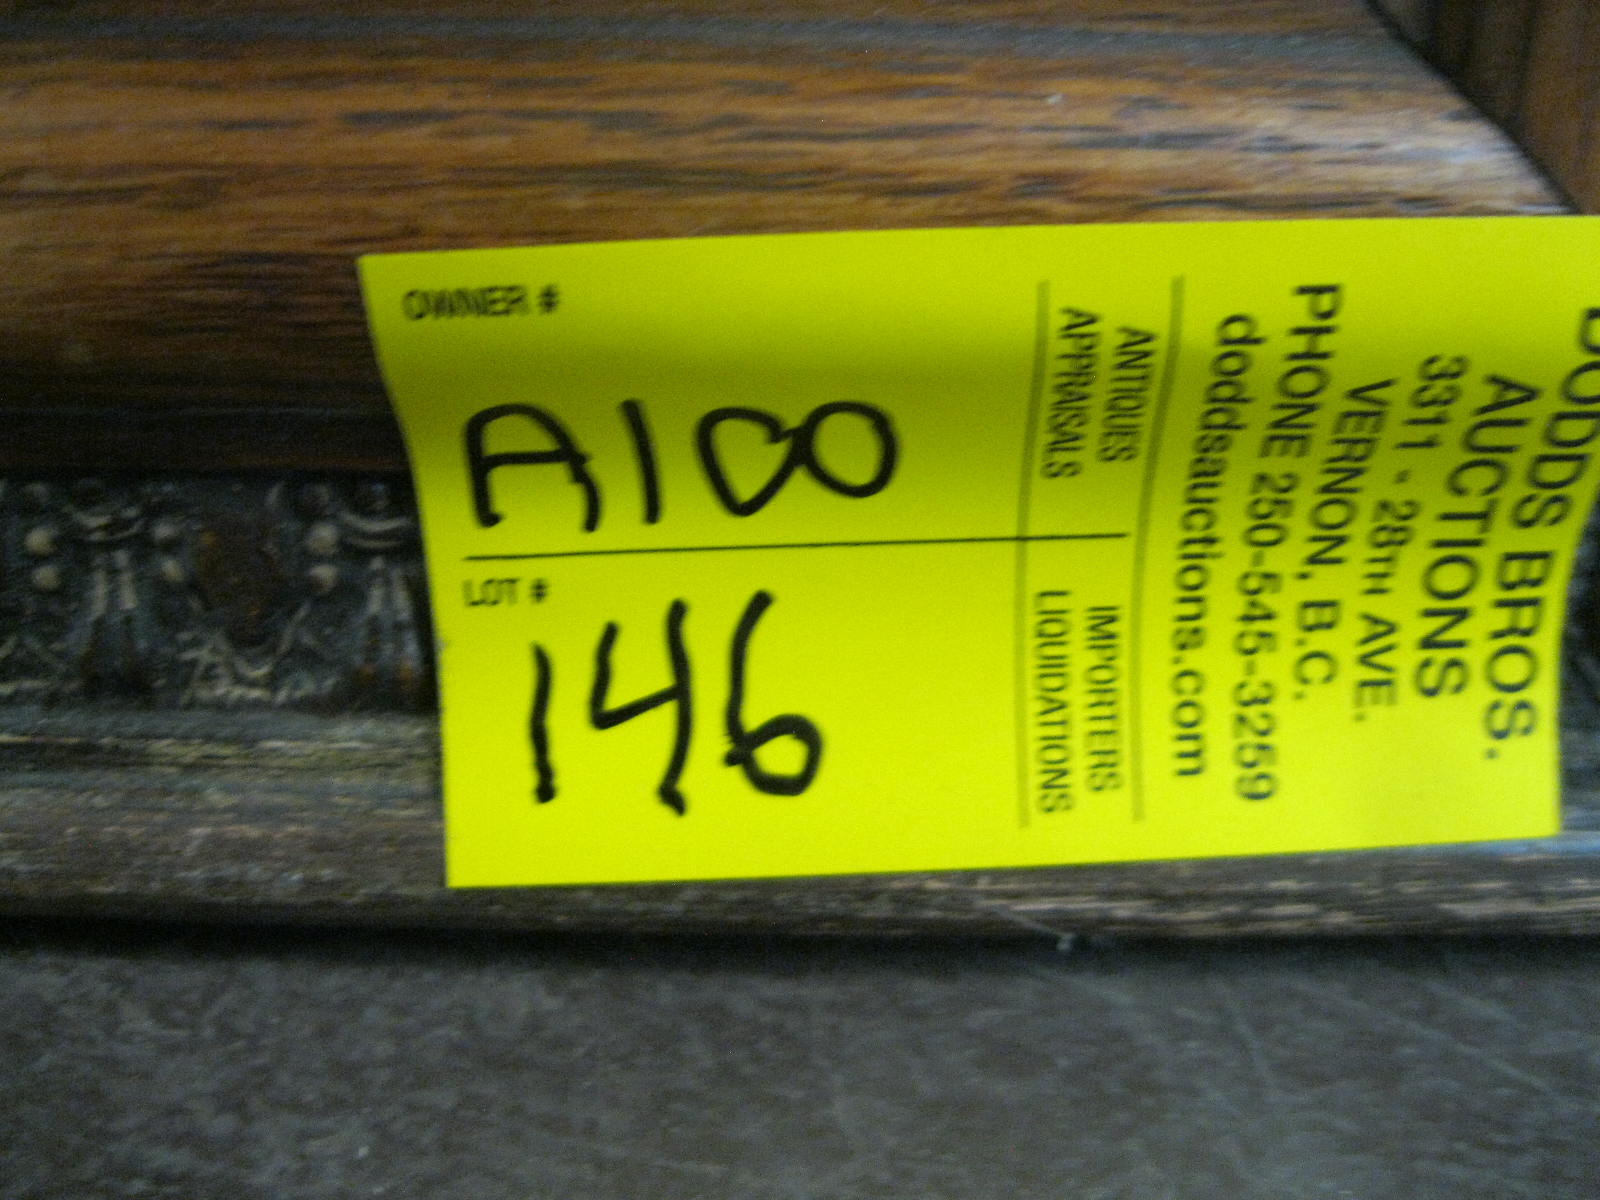 OWNER #
A100
LOT #
146
ANTIQUES
APPRAISALS
IMPORTERS
LIQUIDATIONS
DODDS BROS.
AUCTIONS
3311 - 28TH AVE.
VERNON, B.C.
PHONE 250-545-3259
doddsauctions.com